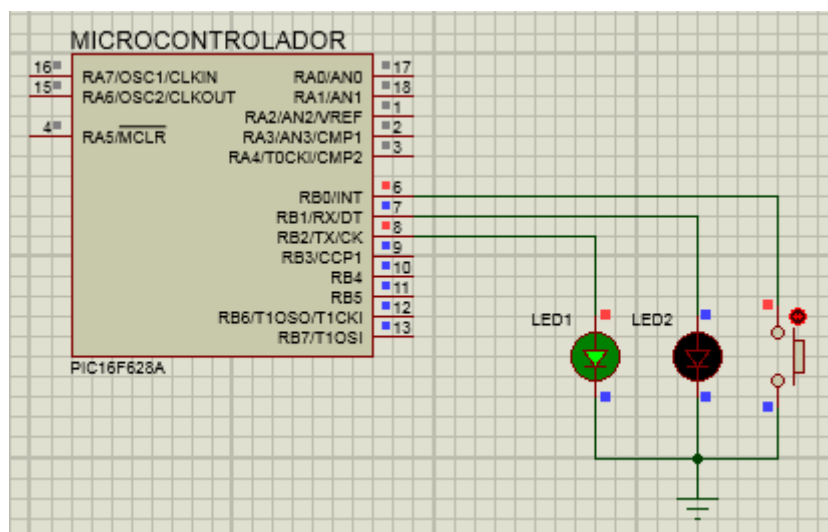 MICROCONTROLADOR
16 RA7/OSC1/CLKIN RA0/AN0 17
15 RA6/OSC2/CLKOUT RA1/AN1 18
RA2/AN2/VREF 1
4 RA5/MCLR RA3/AN3/CMP1 2
RA4/T0CKI/CMP2 3
RB0/INT 6
RB1/RX/DT 7
RB2/TX/CK 8
RB3/CCP1 9
RB4 10
RB5 11
RB6/T1OSO/T1CKI 12
RB7/T1OSI 13
LED1 LED2
PIC16F628A